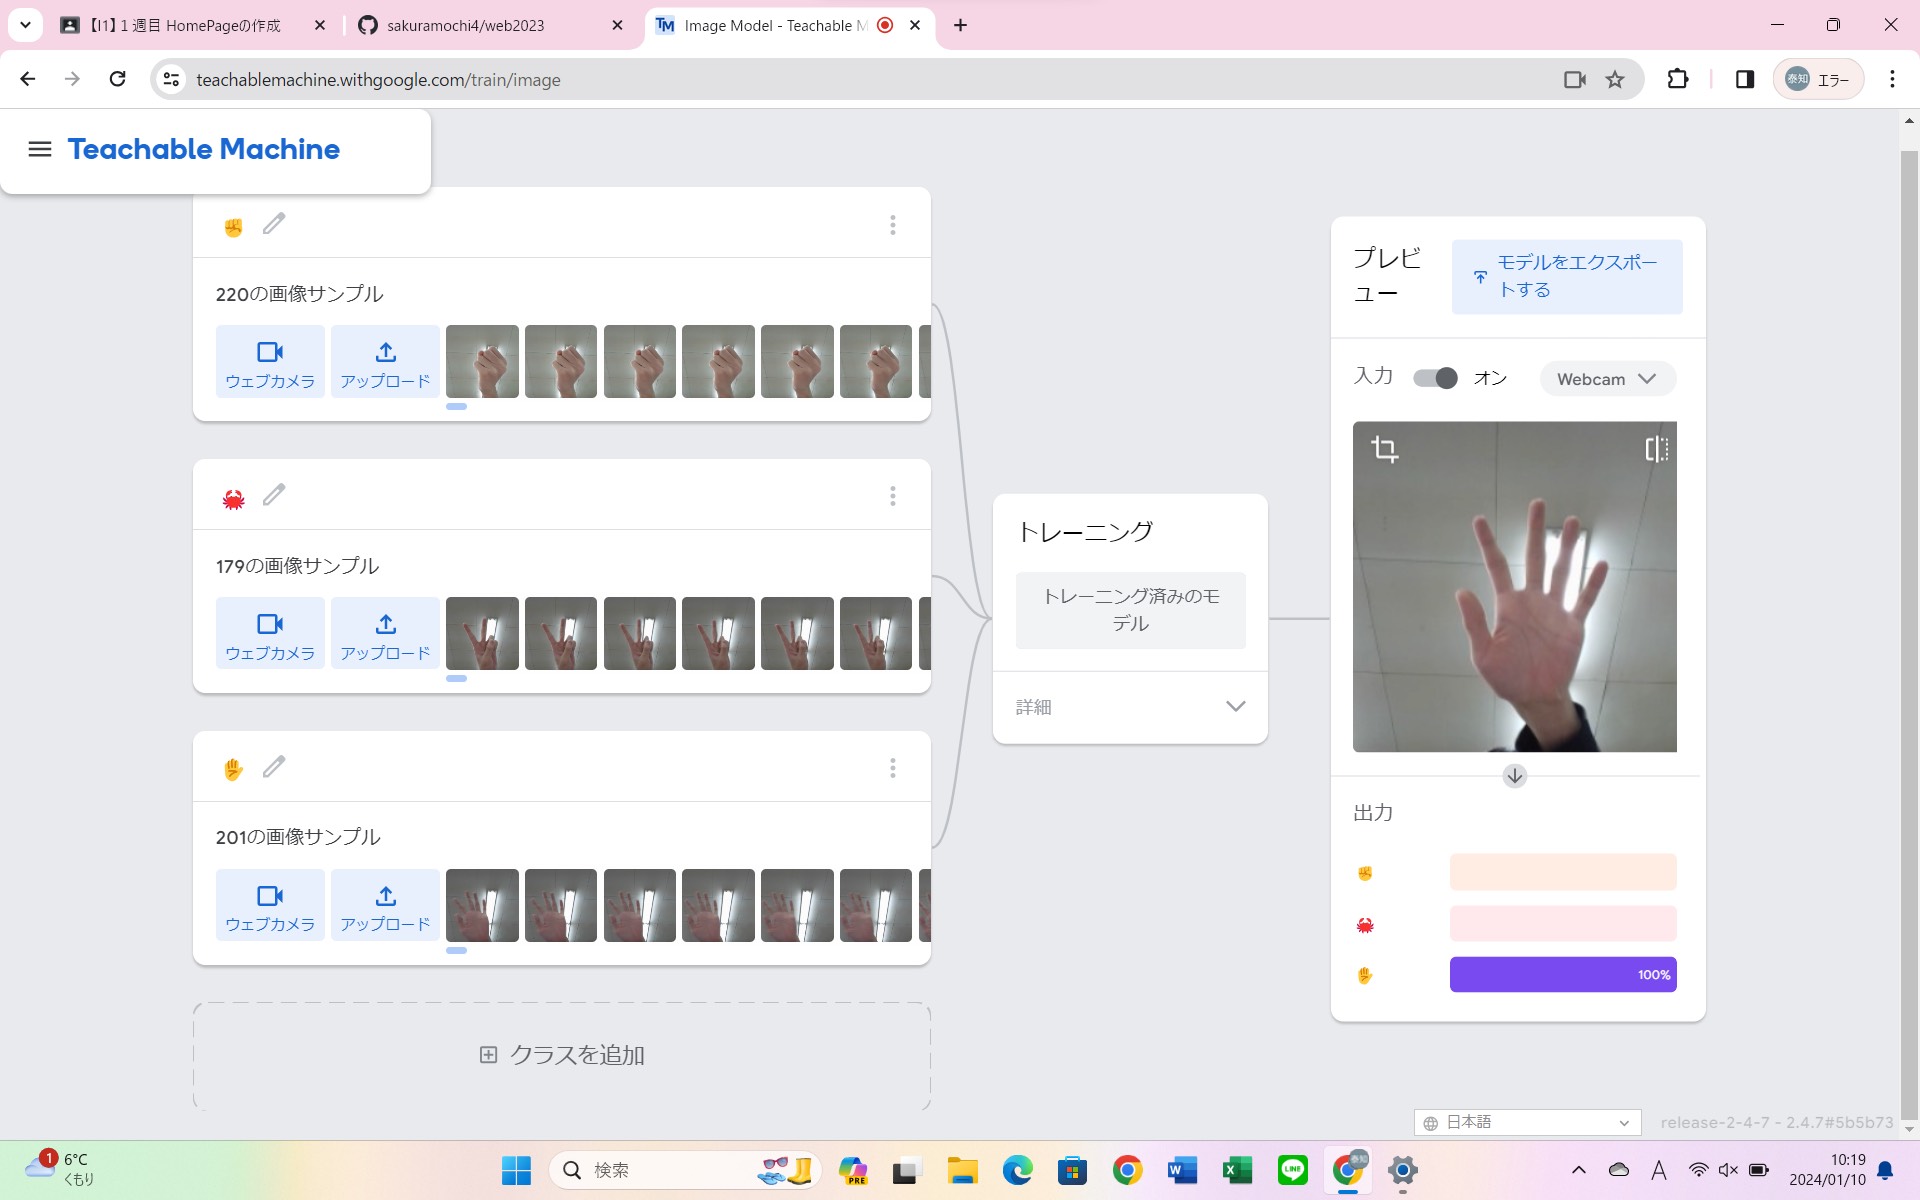 【I1】1 週目 HomePageの作成
sakuramochi4/web2023
Image Model - Teachable M
teachablemachine.withgoogle.com/train/image
泰知 エラー
Teachable Machine
220の画像サンプル
ウェブカメラ アップロード
179の画像サンプル
ウェブカメラ アップロード
201の画像サンプル
ウェブカメラ アップロード
クラスを追加
トレーニング
トレーニング済みのモ
デル
詳細
プレビ
ュー
モデルをエクスポー
トする
入力 オン Webcam
出力
100%
日本語
release-2-4-7 - 2.4.7#5b5b73
1
6°C
くもり
検索
PRE
W
X
LINE
泰知
A
10:19
2024/01/10